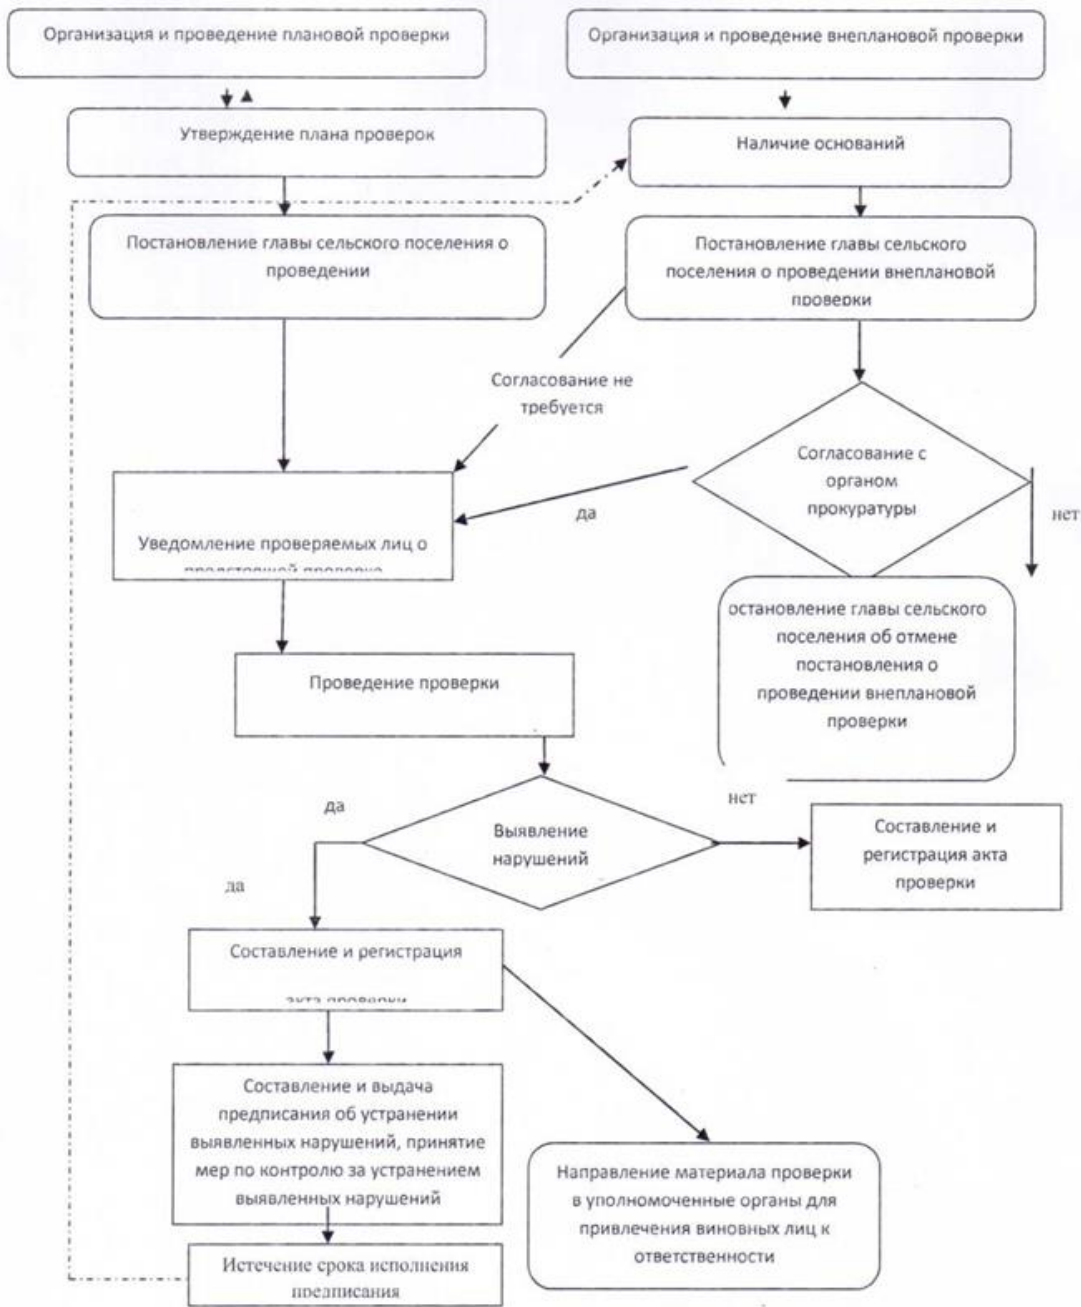 Организация и проведение плановой проверки
Организация и проведение внеплановой проверки
Утверждение плана проверок
Наличие оснований
Постановление главы сельского поселения о
проведении
Постановление главы сельского
поселения о проведении внеплановой
проверки
Согласование не
требуется
Согласование с
органом
прокуратуры
да
нет
Уведомление проверяемых лиц о
предстоящей проверке
остановление главы сельского
поселения об отмене
постановления о
проведении внеплановой
проверки
Проведение проверки
да
нет
Выявление
нарушений
Составление и
регистрация акта
проверки
да
Составление и регистрация
акта проверки
Составление и выдача
предписания об устранении
выявленных нарушений, принятие
мер по контролю за устранением
выявленных нарушений
Направление материала проверки
в уполномоченные органы для
привлечения виновных лиц к
ответственности
Истечение срока исполнения
предписания